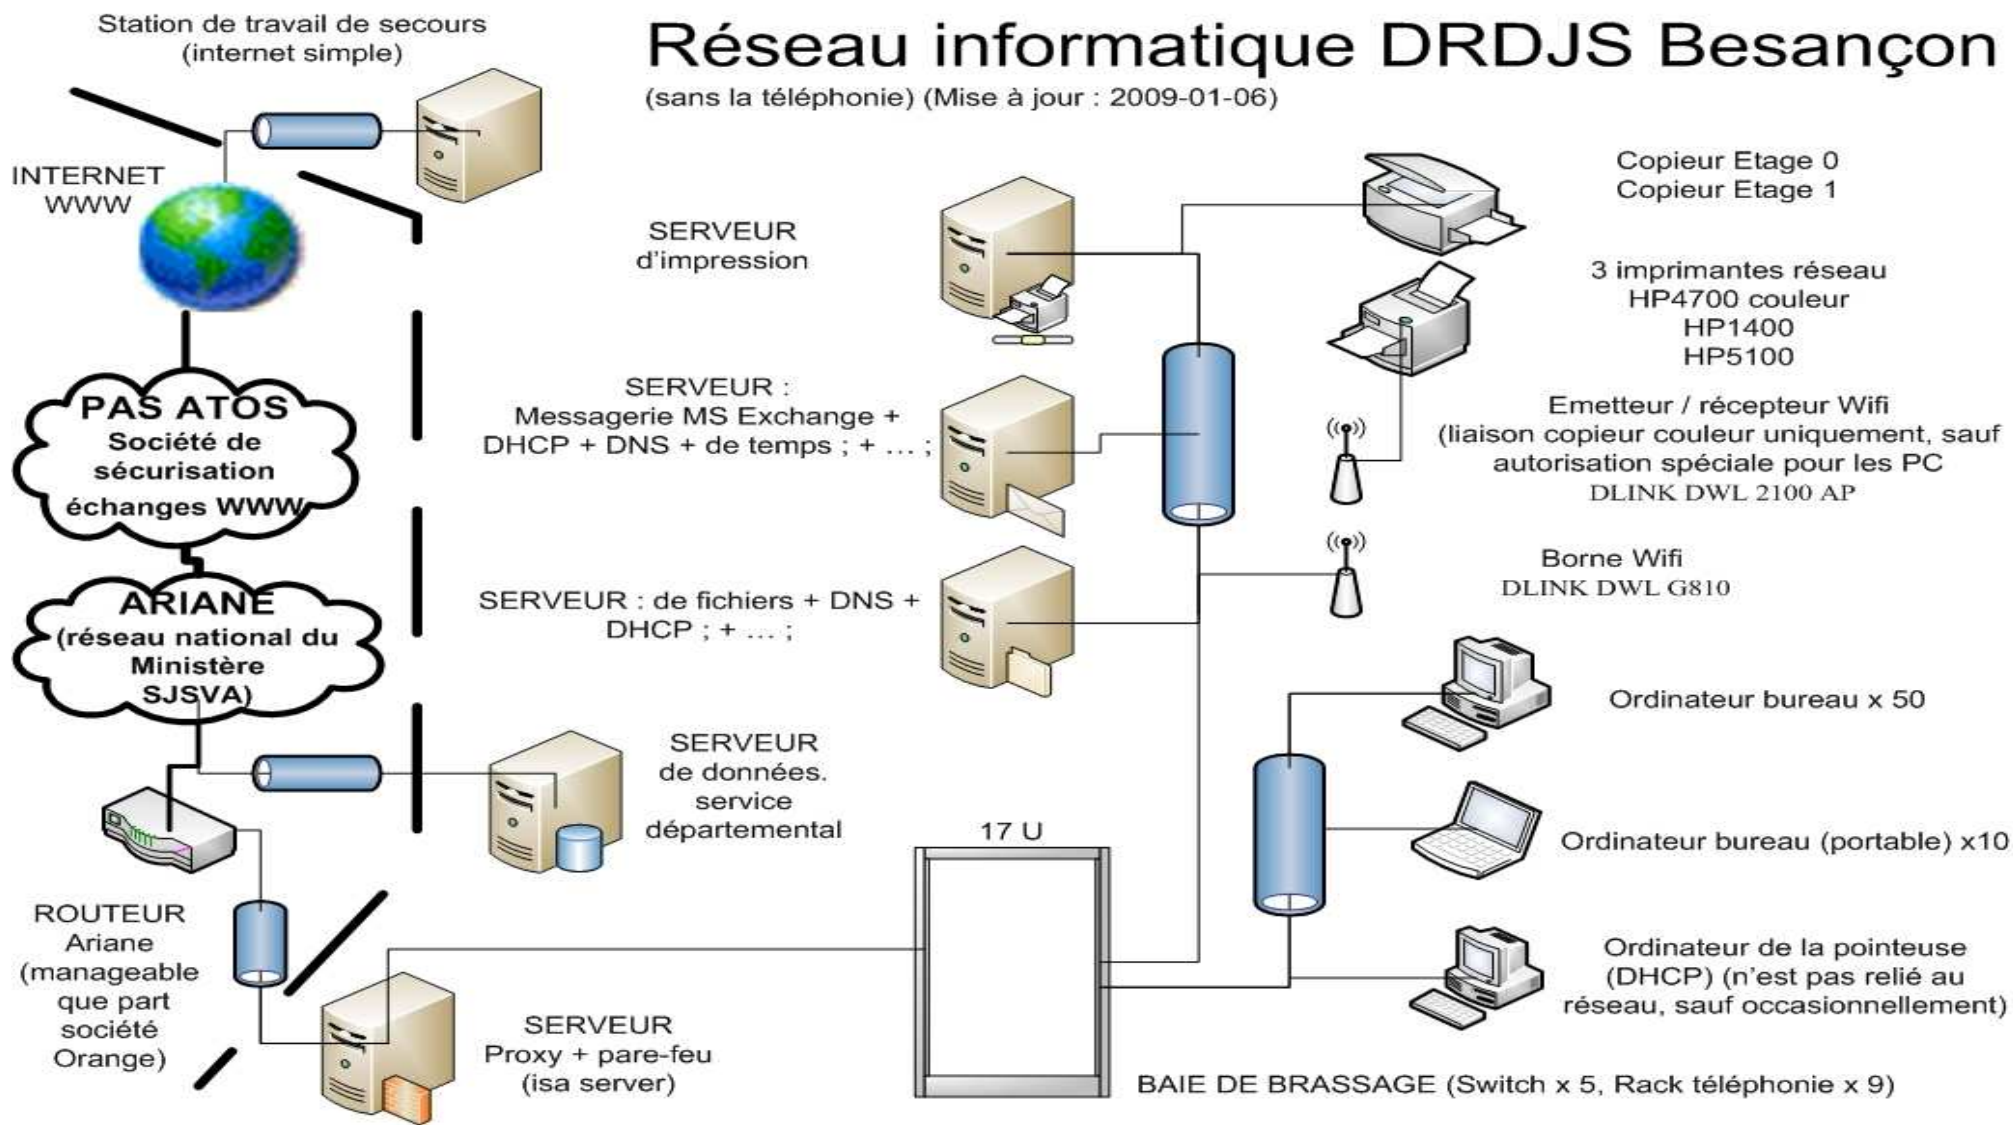 Station de travail de secours
(internet simple)
Réseau informatique DRDJS Besançon
(sans la téléphonie) (Mise à jour : 2009-01-06)
INTERNET
WWW
Copieur Etage 0
Copieur Etage 1
SERVEUR
d'impression
3 imprimantes réseau
HP4700 couleur
HP1400
HP5100
PAS ATOS
Société de
sécurisation
échanges WWW
SERVEUR :
Messagerie MS Exchange +
DHCP + DNS + de temps ; + ... ;
Emetteur / récepteur Wifi
(liaison copieur couleur uniquement, sauf
autorisation spéciale pour les PC
DLINK DWL 2100 AP
Borne Wifi
DLINK DWL G810
ARIANE
(réseau national du
Ministère
SJSVA)
SERVEUR : de fichiers + DNS +
DHCP ; + ... ;
Ordinateur bureau x 50
SERVEUR
de données.
service
départemental
17 U
Ordinateur bureau (portable) x10
ROUTEUR
Ariane
(manageable
que part
société
Orange)
Ordinateur de la pointeuse
(DHCP) (n'est pas relié au
réseau, sauf occasionnellement)
SERVEUR
Proxy + pare-feu
(isa server)
BAIE DE BRASSAGE (Switch x 5, Rack téléphonie x 9)